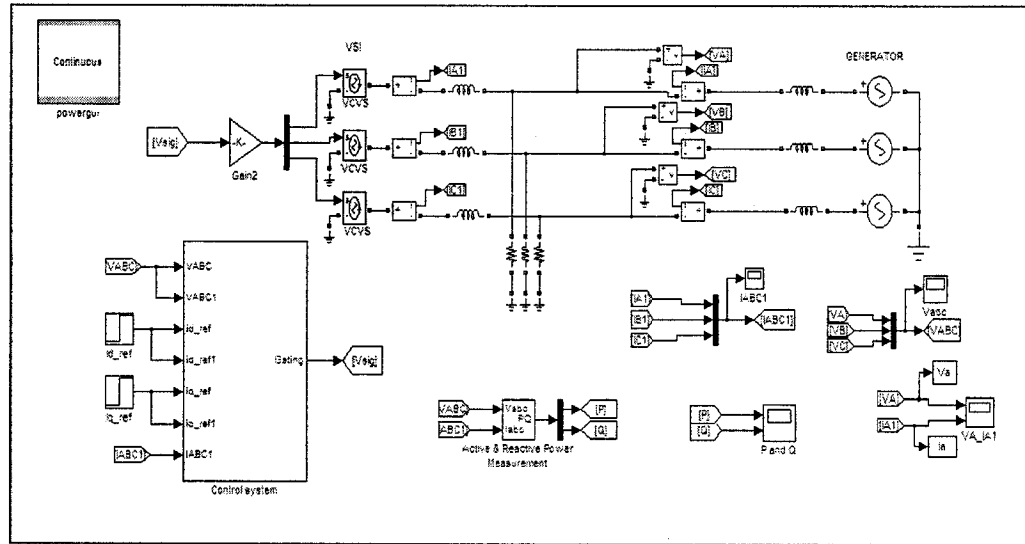 Continuous
powergui
VSI
GENERATOR
[Vsig]
-K-
Gain2
VCVS
VCVS
VCVS
[IA1]
[IB1]
[IC1]
[VA]
[IA]
[VB]
[IB]
[VC]
[IC]
[VABC]
Id_ref
Iq_ref
[IABC1]
VABC
VABC1
id_ref
id_ref1
iq_ref
iq_ref1
IABC1
Gating
[Vsig]
Control system
[IA1]
[IB1]
[IC1]
IABC1
[IABC1]
[VA]
[VB]
[VC]
Vabc
[VABC]
[VABC]
[IABC1]
Vabc
Iabc
PQ
[P]
[Q]
Active & Reactive Power
Measurement
[P]
[Q]
P and Q
[VA]
[IA1]
Va
Ia
VA_IA1